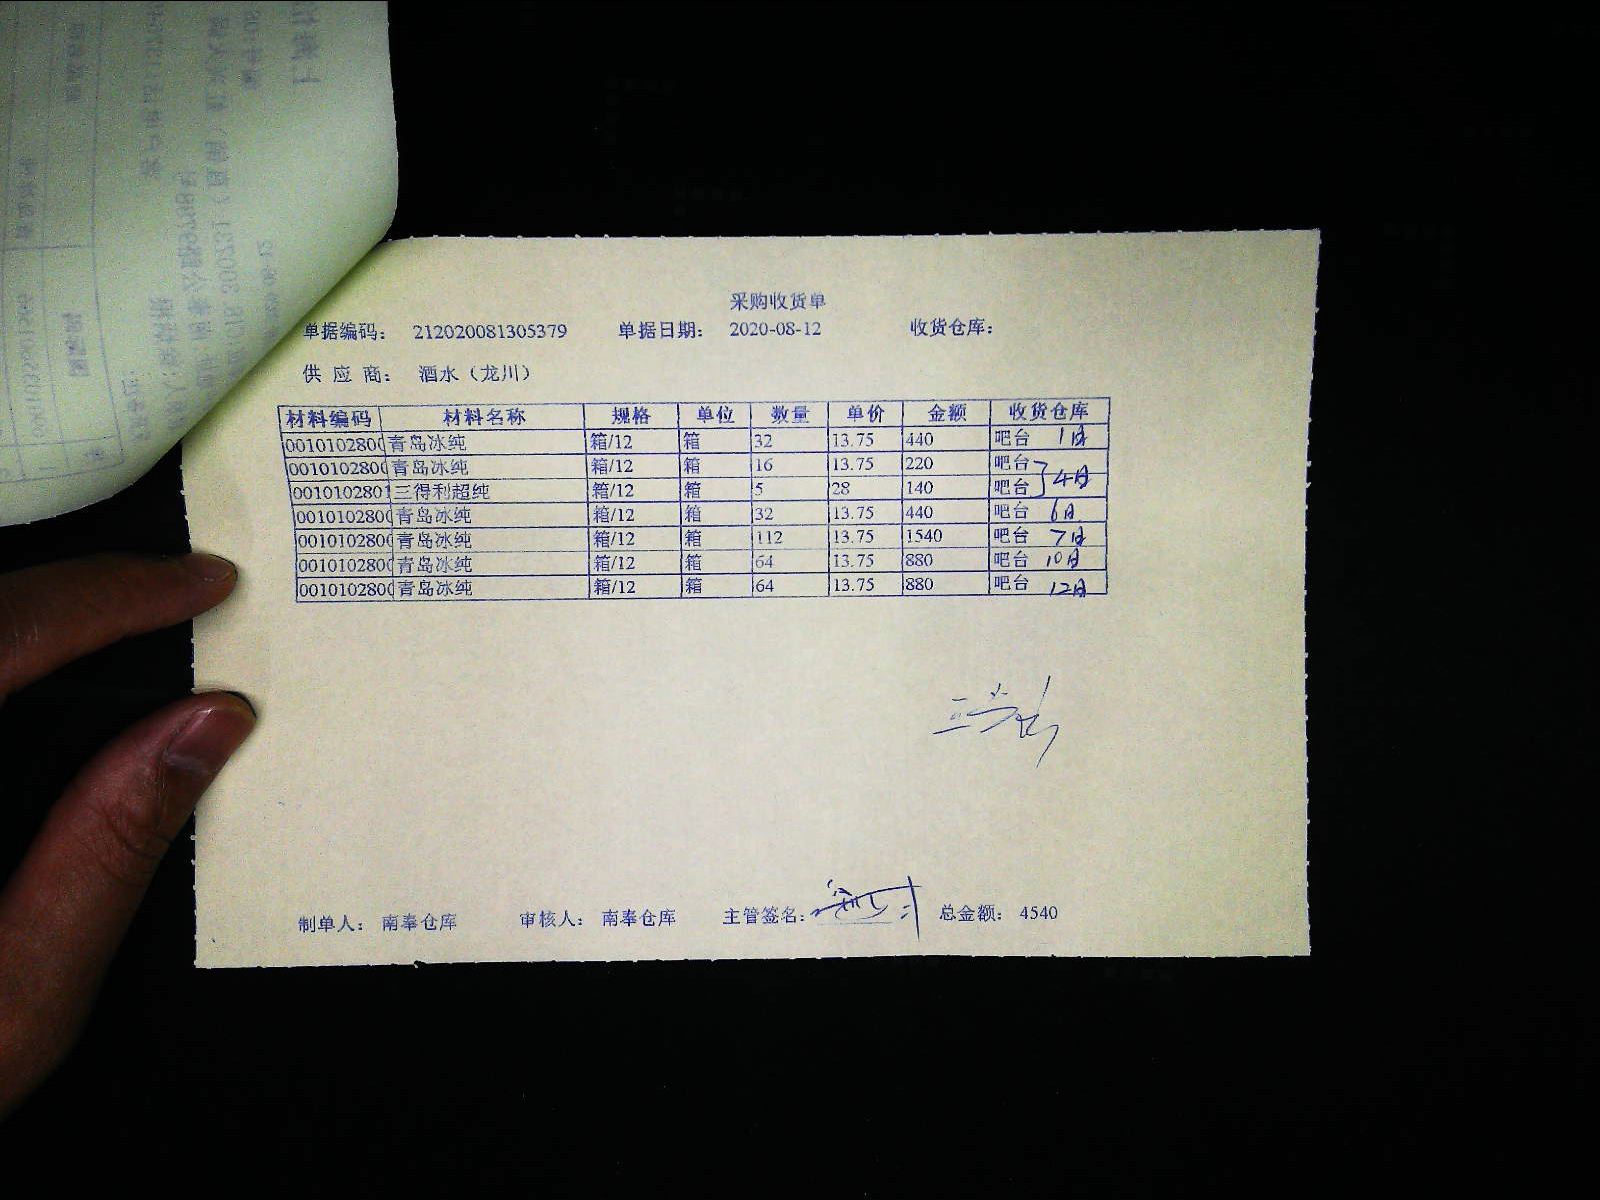 采购收货单
单据编码： 212020081305379 单据日期： 2020-08-12 收货仓库：
供 应 商： 酒水（龙川）
材料编码 材料名称 规格 单位 数量 单价 金额 收货仓库
0010102800 青岛冰纯 箱/12 箱 32 13.75 440 吧台 1日
0010102800 青岛冰纯 箱/12 箱 16 13.75 220 吧台
0010102801 三得利超纯 箱/12 箱 5 28 140 吧台 4日
0010102800 青岛冰纯 箱/12 箱 32 13.75 440 吧台 6日
0010102800 青岛冰纯 箱/12 箱 112 13.75 1540 吧台 7日
0010102800 青岛冰纯 箱/12 箱 64 13.75 880 吧台 10日
0010102800 青岛冰纯 箱/12 箱 64 13.75 880 吧台 12日
制单人： 南奉仓库 审核人： 南奉仓库 主管签名： 总金额： 4540